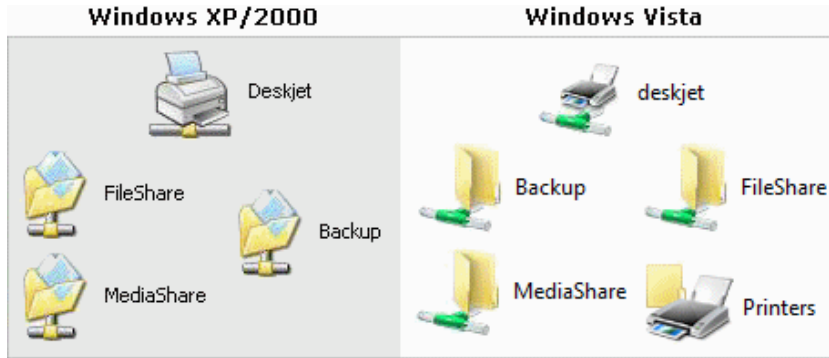 Windows XP/2000
Windows Vista
Deskjet
FileShare
Backup
MediaShare
deskjet
Backup
FileShare
MediaShare
Printers